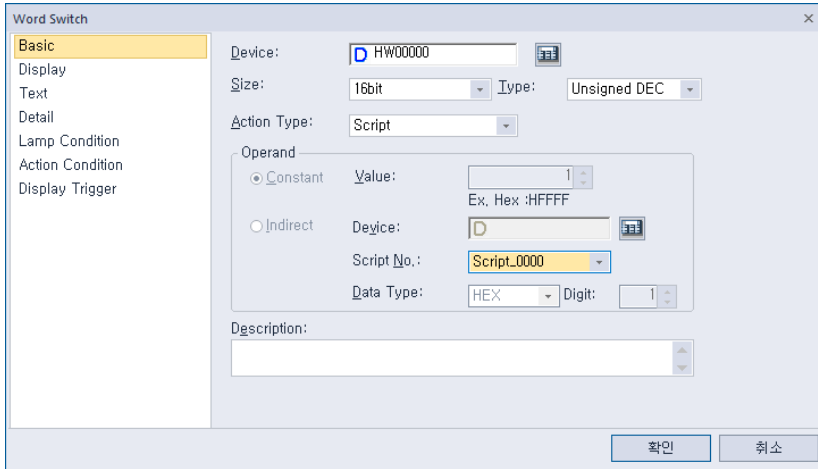 Word Switch
Basic
Display
Text
Detail
Lamp Condition
Action Condition
Display Trigger
Device: D HW00000
Size: 16bit Type: Unsigned DEC
Action Type: Script
Operand
Constant Value: 1
Ex, Hex :HFFFF
Indirect Device: D
Script No,: Script_0000
Data Type: HEX Digit: 1
Description:
확인 취소